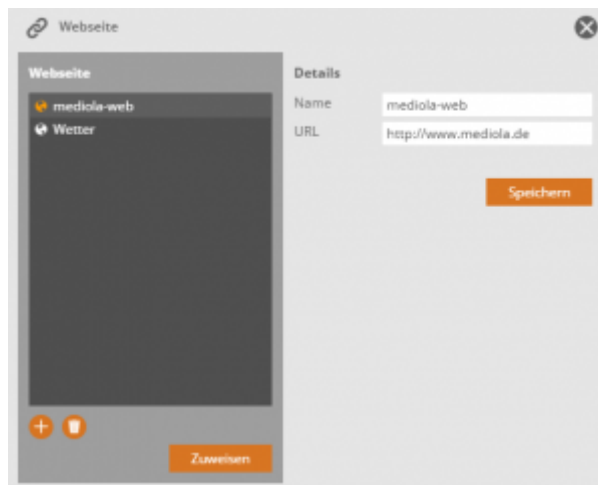 Webseite
Webseite
mediola-web
Wetter
Zuweisen
Details
Name mediola-web
URL http://www.mediola.de
Speichern